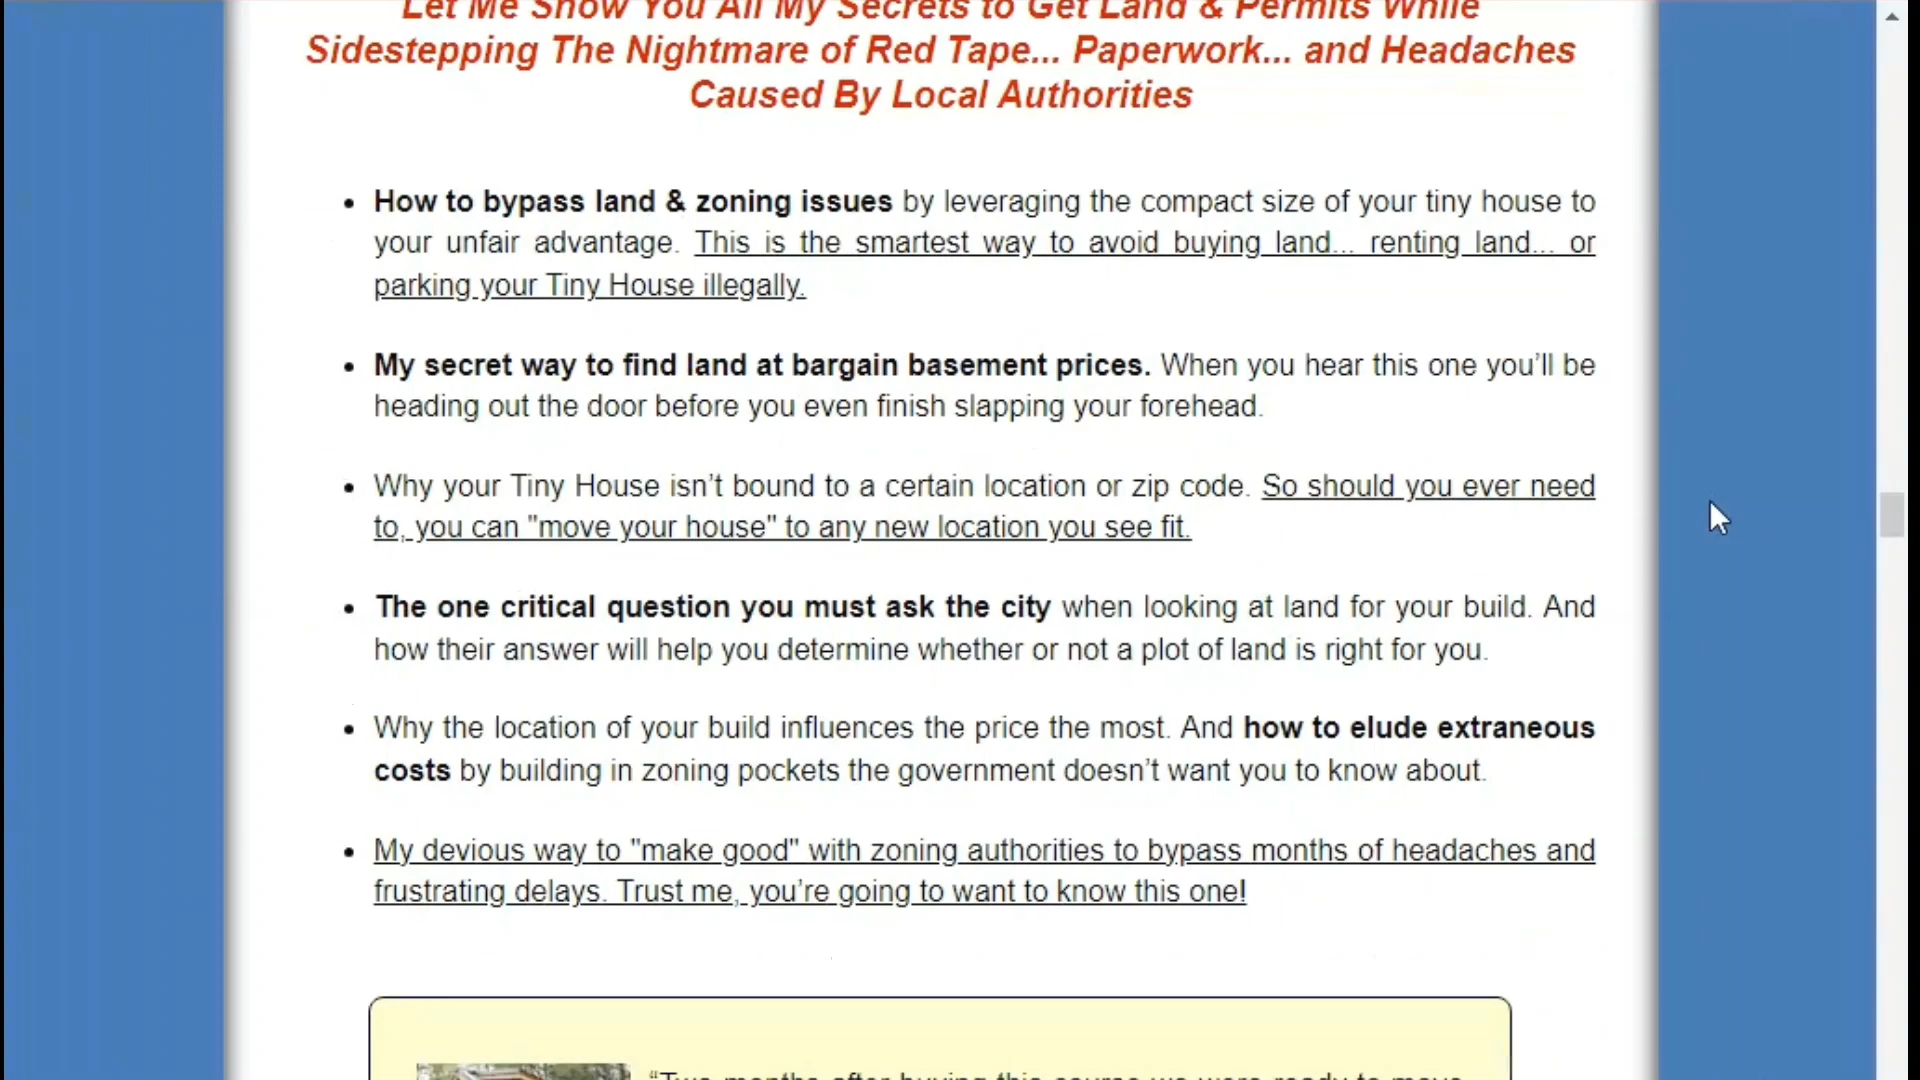 Let Me Show You All My Secrets to Get Land & Permits While
Sidestepping The Nightmare of Red Tape... Paperwork... and Headaches
Caused By Local Authorities
• How to bypass land & zoning issues by leveraging the compact size of your tiny house to
your unfair advantage. This is the smartest way to avoid buying land... renting land... or
parking your Tiny House illegally.
• My secret way to find land at bargain basement prices. When you hear this one you’ll be
heading out the door before you even finish slapping your forehead.
• Why your Tiny House isn’t bound to a certain location or zip code. So should you ever need
to, you can "move your house" to any new location you see fit.
• The one critical question you must ask the city when looking at land for your build. And
how their answer will help you determine whether or not a plot of land is right for you.
• Why the location of your build influences the price the most. And how to elude extraneous
costs by building in zoning pockets the government doesn’t want you to know about.
• My devious way to "make good" with zoning authorities to bypass months of headaches and
frustrating delays. Trust me, you’re going to want to know this one!
“Two months after buying this course we were ready to move